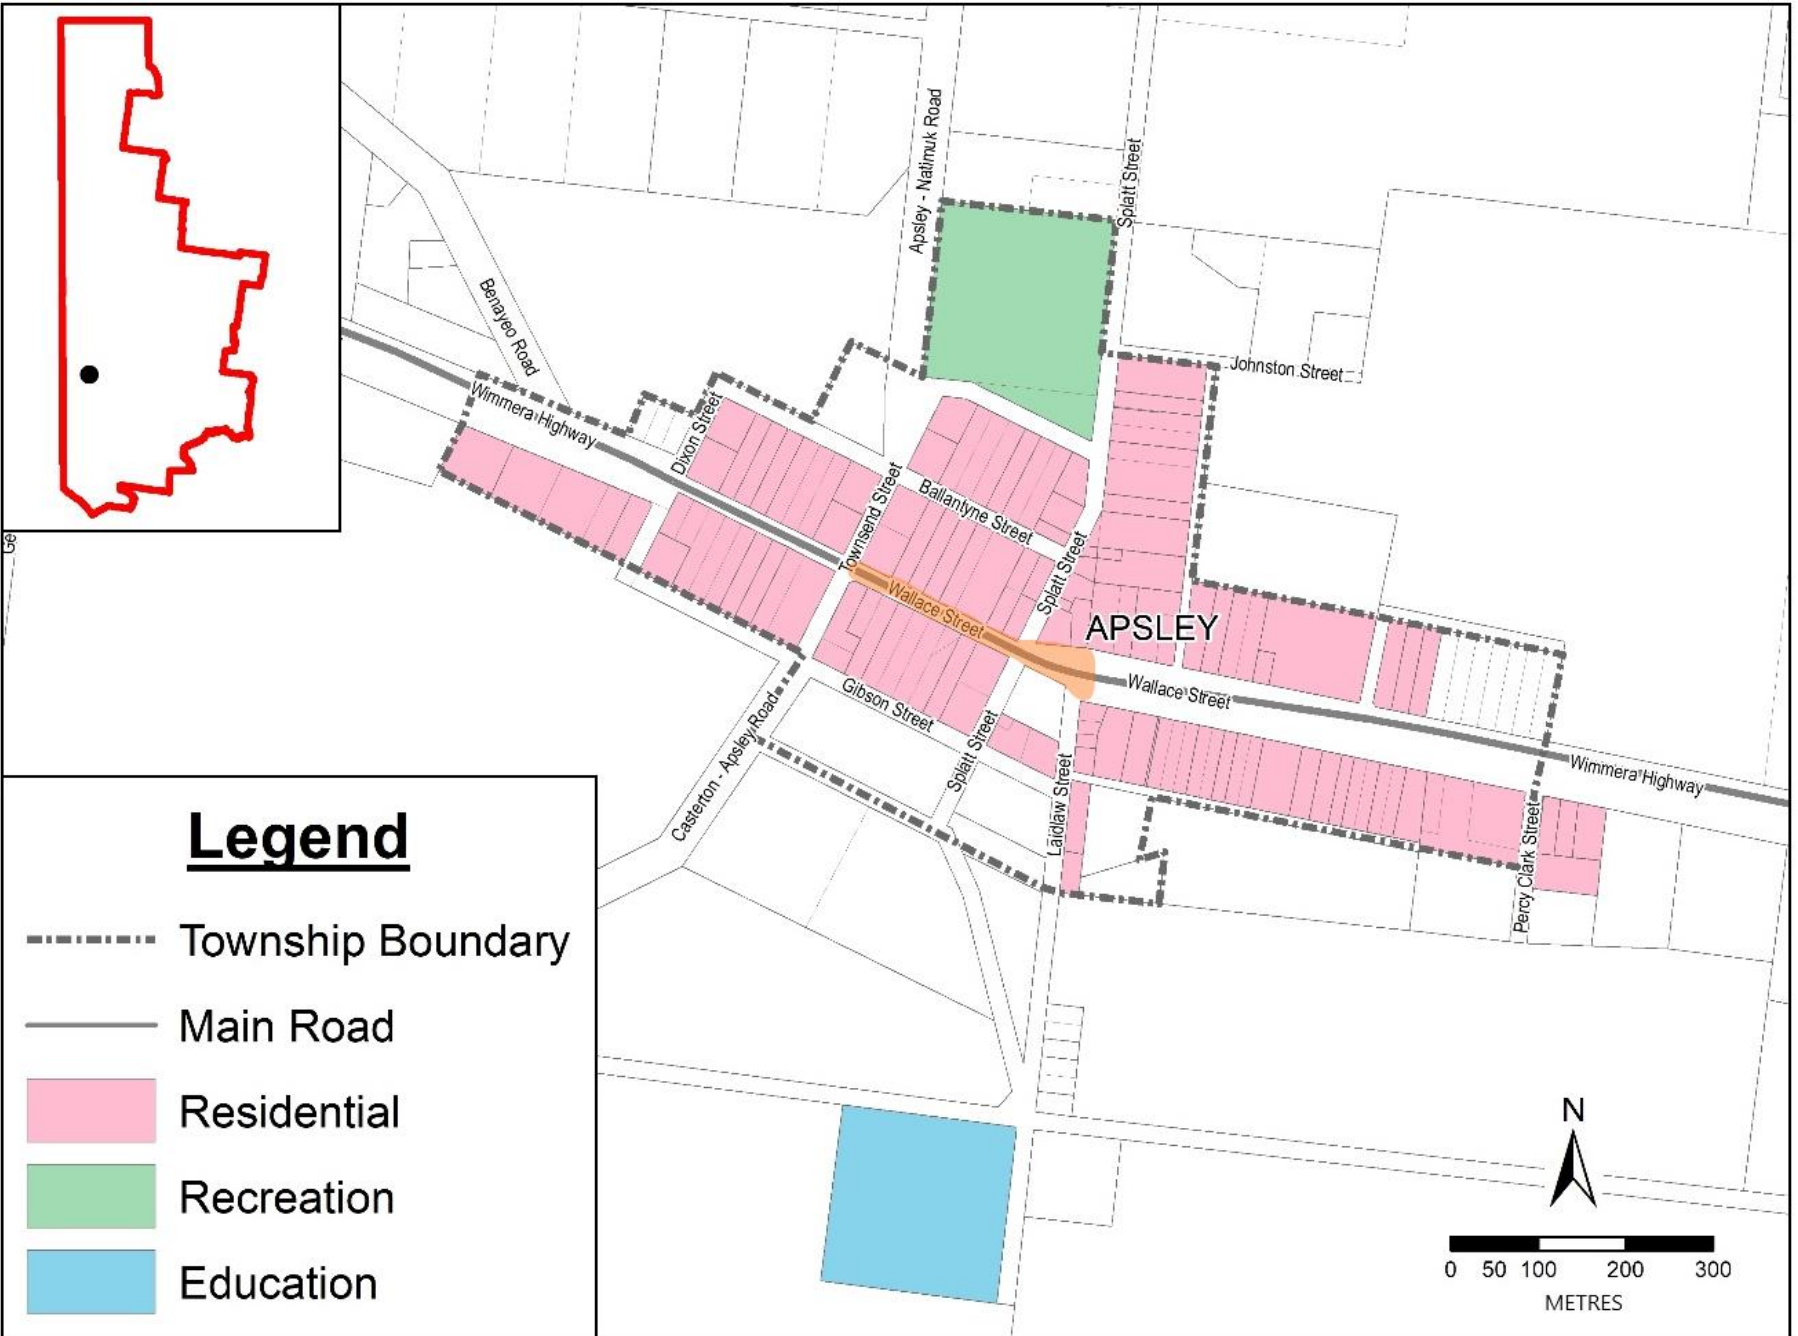 Apsley - Natimuk Road
Splatt Street
Benayeo Road
Johnston Street
Wimmera Highway
Dixon Street
Townsend Street
Ballantyne Street
Splatt Street
Wallace Street
APSLEY
Wallace Street
Gibson Street
Splatt Street
Casterton - Apsley Road
Laidlaw Street
Wimmera Highway
Percy Clark Street
Ge
Legend
Township Boundary
Main Road
Residential
Recreation
Education
N
0 50 100 200 300
METRES